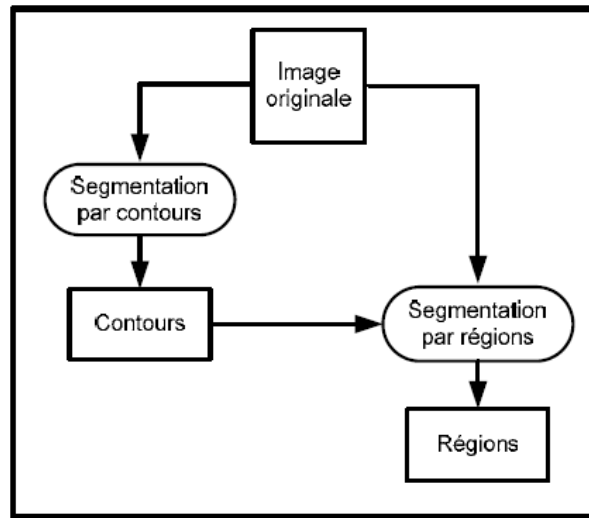 Image
originale
Segmentation
par contours
Contours
Segmentation
par régions
Régions